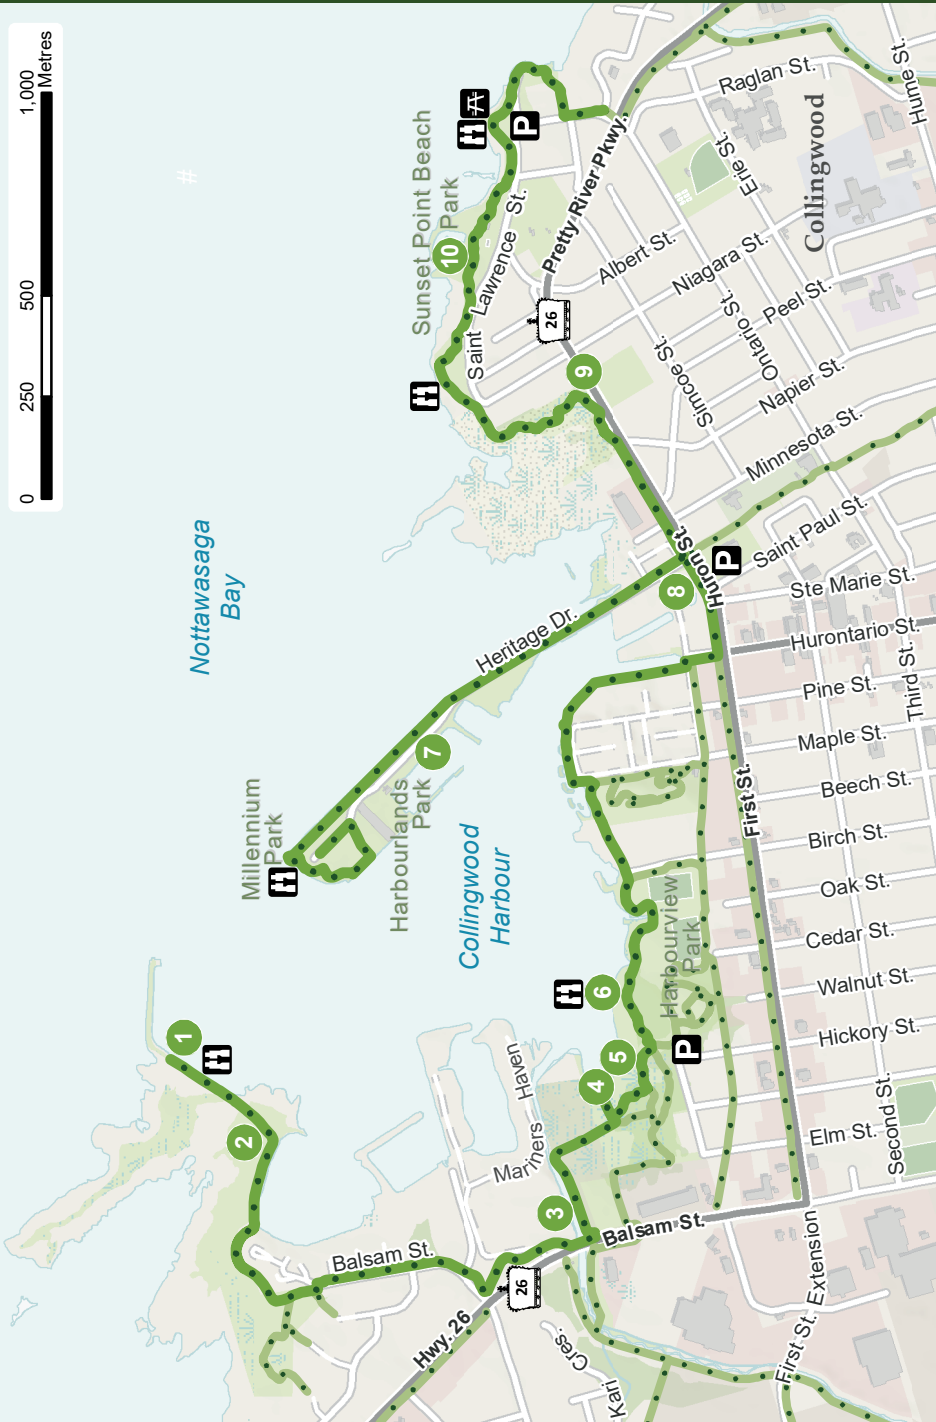 0
250
500
1,000
Metres
#
Nottawasaga
Bay
Sunset Point Beach
Park
10
P
Saint Lawrence St.
Pretty River Pkwy.
26
9
Raglan St.
Hume St.
Collingwood
Erie St.
Albert St.
Niagara St.
Peel St.
Ontario St.
Simcoe St.
Napier St.
Minnesota St.
Saint Paul St.
Huron St.
8
P
Ste Marie St.
Hurontario St.
Third St.
Heritage Dr.
7
Millennium
Park
Harbourlands
Park
Collingwood
Harbour
Pine St.
Maple St.
Beech St.
First St.
Birch St.
Oak St.
Cedar St.
Walnut St.
Hickory St.
Elm St.
Second St.
Harbourview
Park
P
6
5
4
3
2
1
Mariners Haven
Balsam St.
Balsam St.
26
Hwy. 26
Kari Cres.
First St. Extension